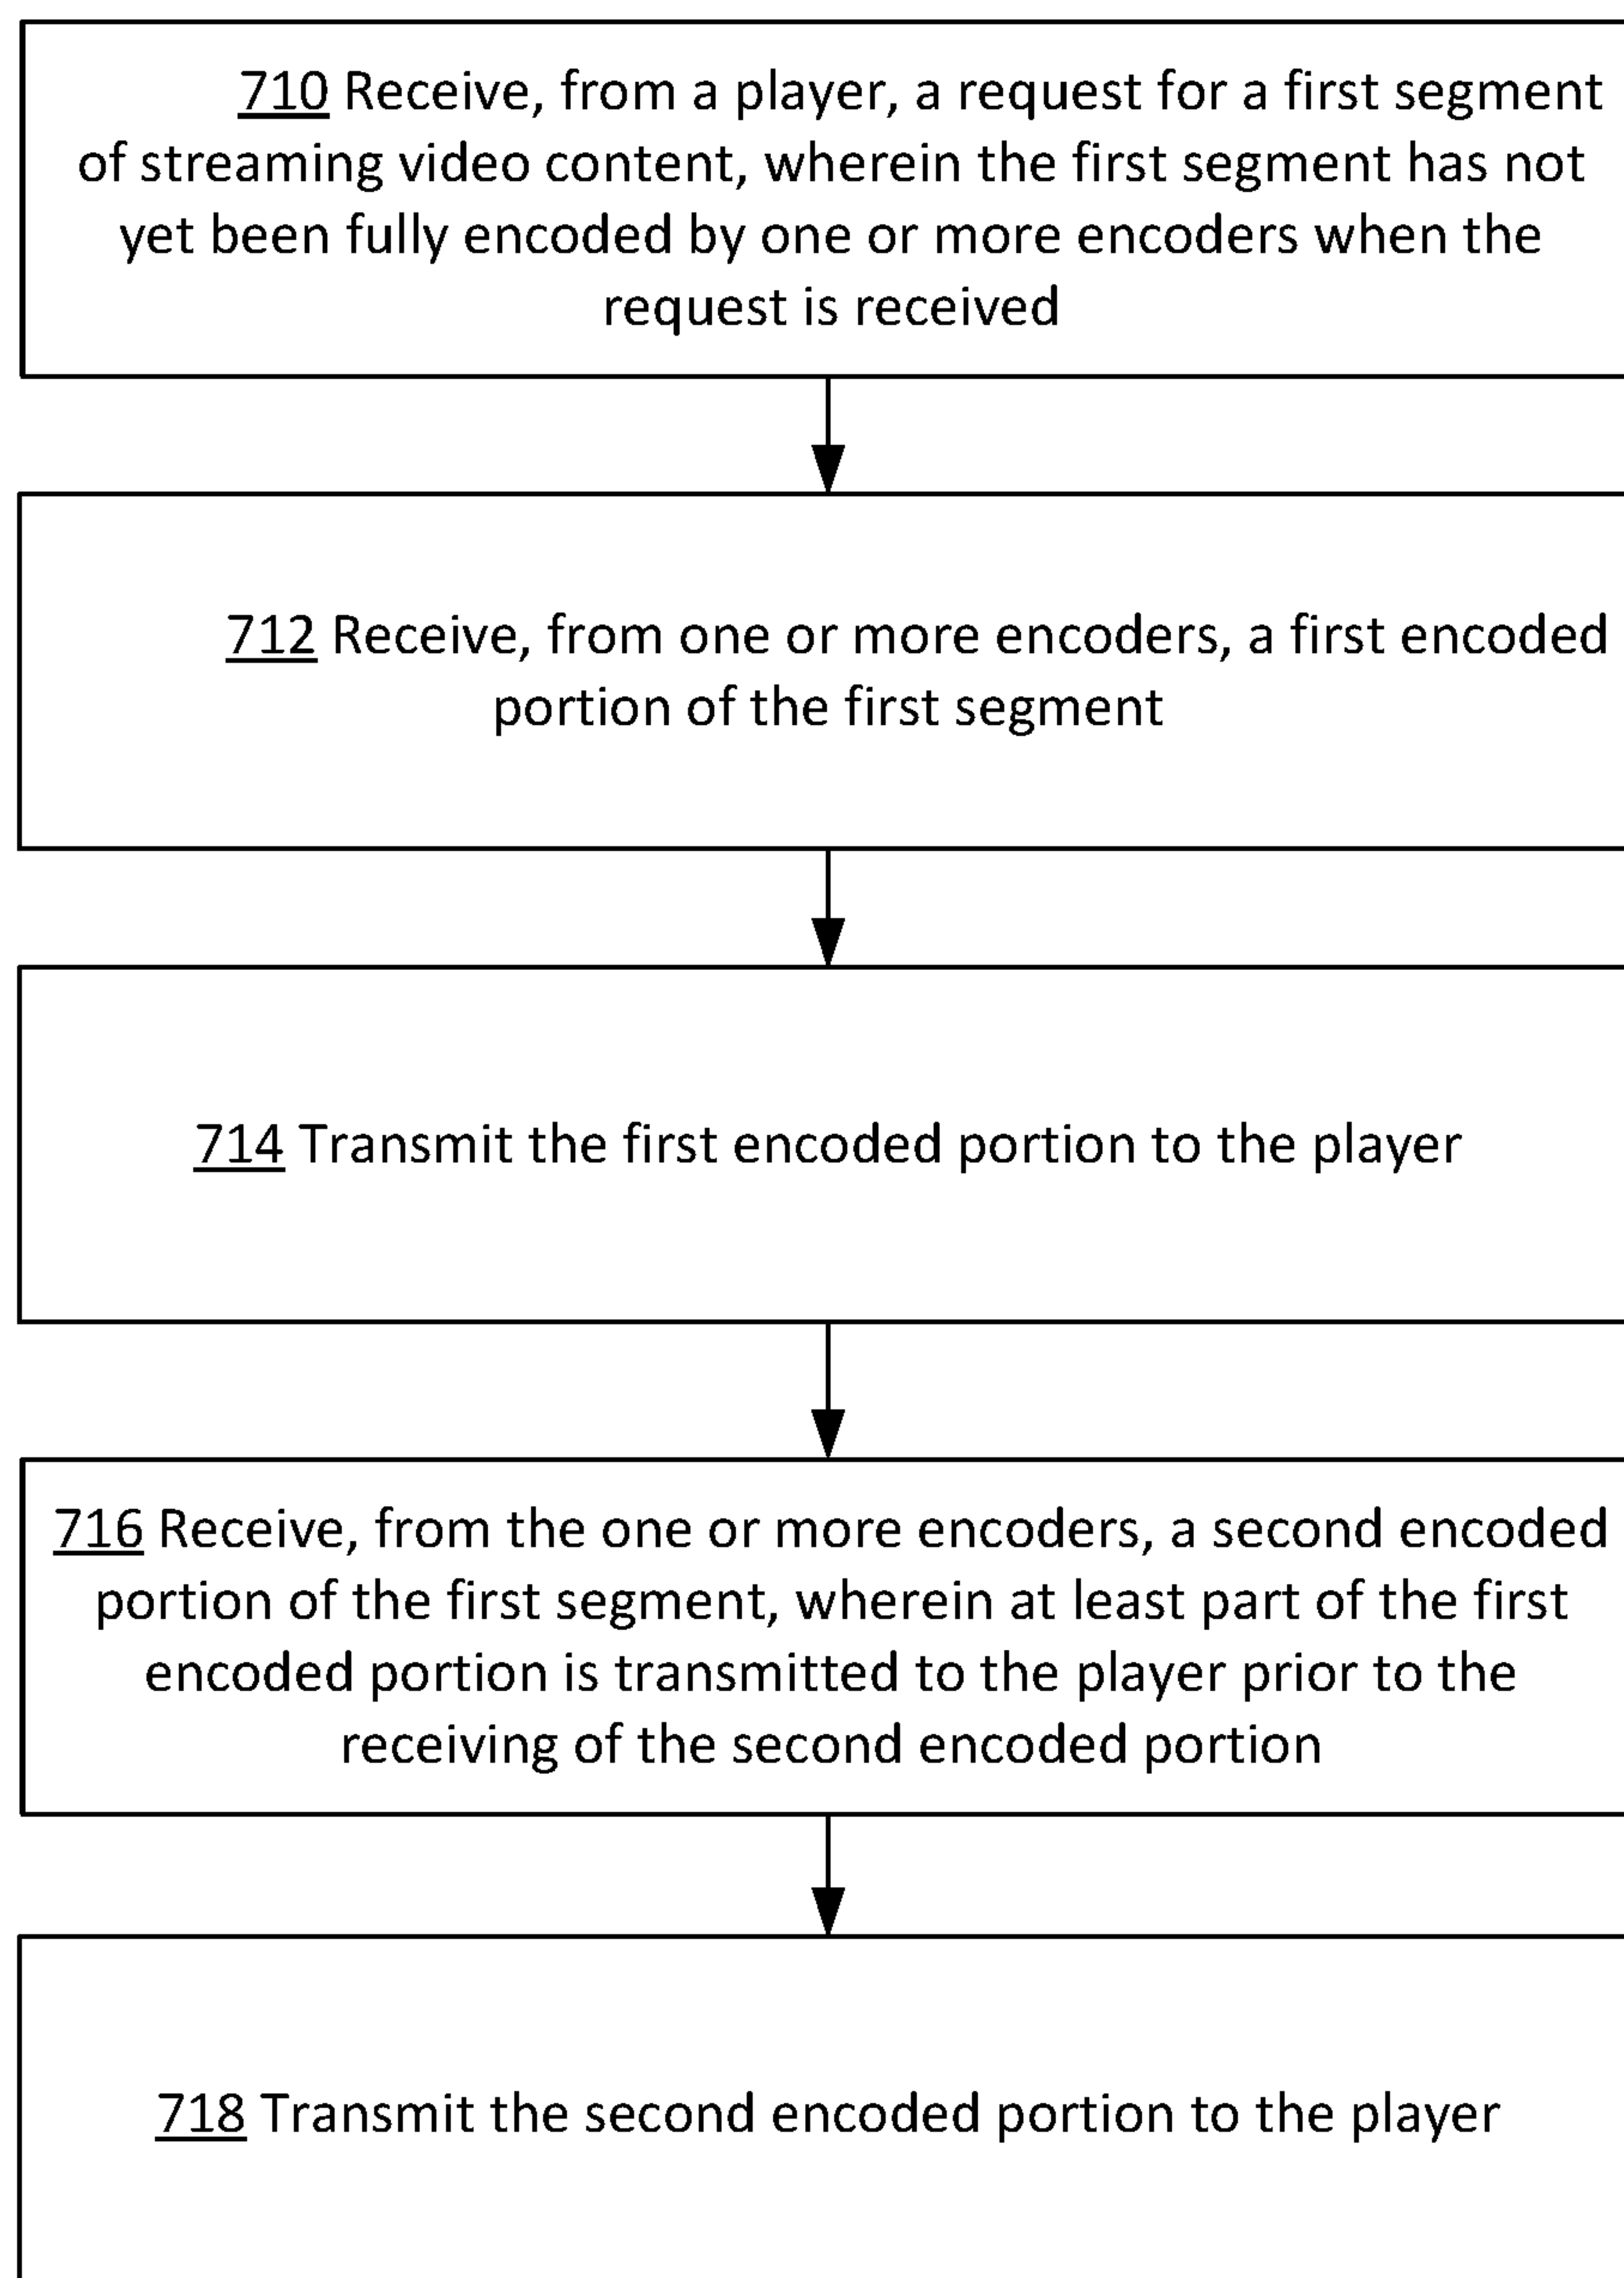 710 Receive, from a player, a request for a first segment
of streaming video content, wherein the first segment has not
yet been fully encoded by one or more encoders when the
request is received
712 Receive, from one or more encoders, a first encoded
portion of the first segment
714 Transmit the first encoded portion to the player
716 Receive, from the one or more encoders, a second encoded
portion of the first segment, wherein at least part of the first
encoded portion is transmitted to the player prior to the
receiving of the second encoded portion
718 Transmit the second encoded portion to the player